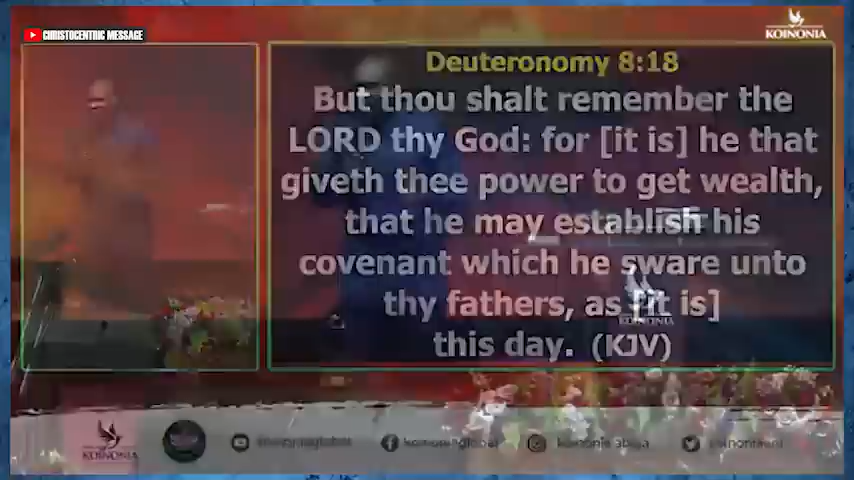 CHRISTOCENTRIC MESSAGE
KOINONIA
Deuteronomy 8:18
But thou shalt remember the
LORD thy God: for [it is] he that
giveth thee power to get wealth,
that he may establish his
covenant which he sware unto
thy fathers, as [it is]
this day. (KJV)
KOINONIA
KOINONIA